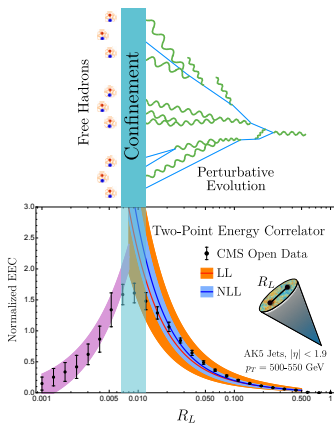 Free Hadrons
Confinement
Perturbative
Evolution
Two-Point Energy Correlator
CMS Open Data
LL
NLL
R_L
AK5 Jets, |η| < 1.9
p_T = 500-550 GeV
Normalized EEC
3.0
2.5
2.0
1.5
1.0
0.5
0.0
0.001 0.005 0.010 0.050 0.100 0.500 1
R_L